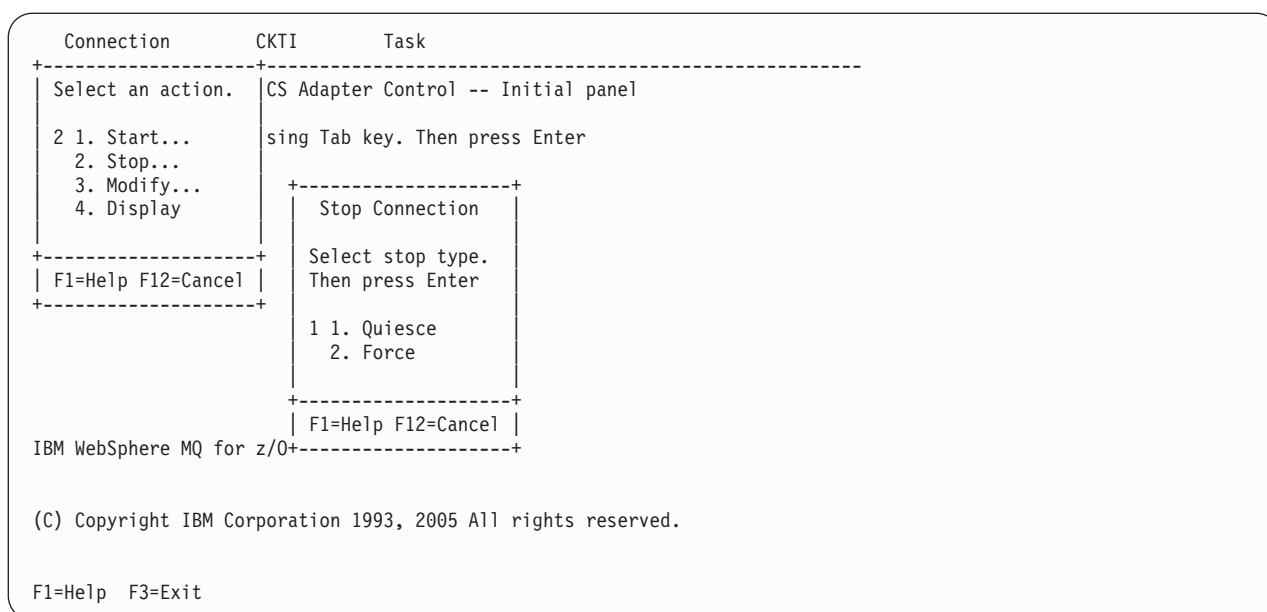 Connection CKTI Task
+--------------------+--------------------------------------------------------
| Select an action. |CS Adapter Control -- Initial panel
| | 
| 2 1. Start... |sing Tab key. Then press Enter
| 2. Stop... |
| 3. Modify... | +--------------------+
| 4. Display | | Stop Connection |
| | | |
+--------------------+ | Select stop type. |
| F1=Help F12=Cancel | | Then press Enter |
+--------------------+ | |
| 1 1. Quiesce |
| 2. Force |
| |
+--------------------+
| F1=Help F12=Cancel |
IBM WebSphere MQ for z/O+--------------------+
(C) Copyright IBM Corporation 1993, 2005 All rights reserved.
F1=Help F3=Exit